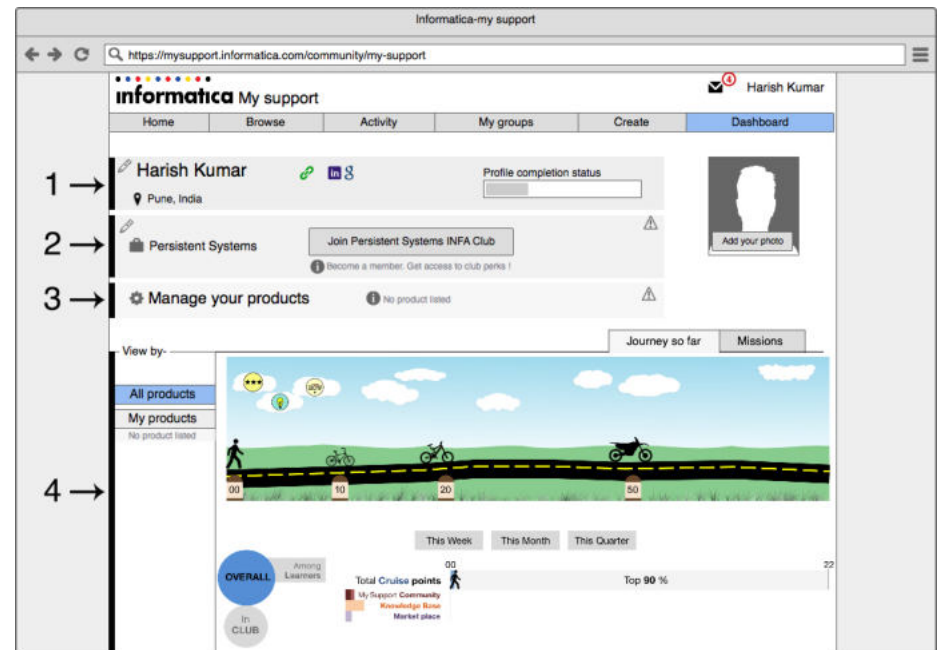 Informatica-my support
https://mysupport.informatica.com/community/my-support
informatica My support
4
Harish Kumar
Home Browse Activity My groups Create Dashboard
1
Harish Kumar
in g
Profile completion status
Pune, India
Add your photo
2
Persistent Systems
Join Persistent Systems INFA Club
Become a member. Get access to club perks !
3
Manage your products
No product listed
Journey so far Missions
View by-
All products
My products
No product listed
4
00 10 20 50
This Week This Month This Quarter
OVERALL
Among
Learners
In
CLUB
00 22
Total Cruise points
Top 90 %
My Support Community
Knowledge Base
Market place